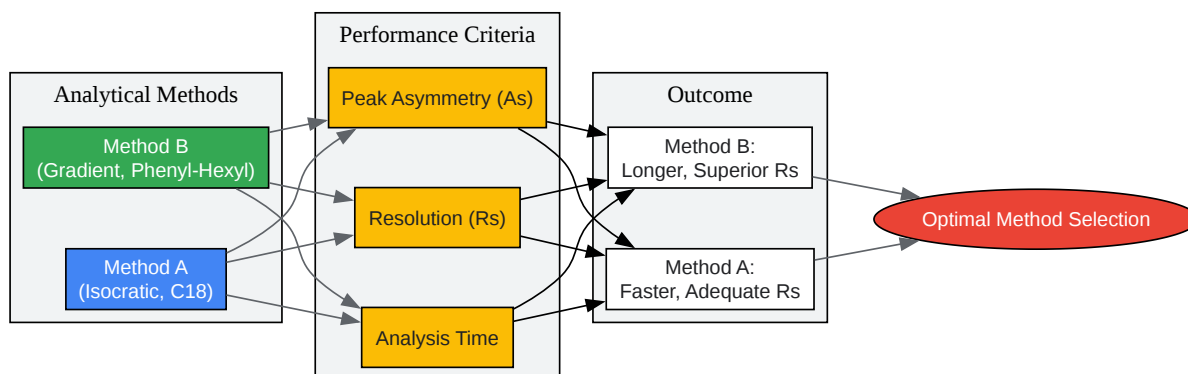 Analytical Methods
Method B
(Gradient, Phenyl-Hexyl)
Method A
(Isocratic, C18)
Performance Criteria
Peak Asymmetry (As)
Resolution (Rs)
Analysis Time
Outcome
Method B:
Longer, Superior Rs
Method A:
Faster, Adequate Rs
Optimal Method Selection